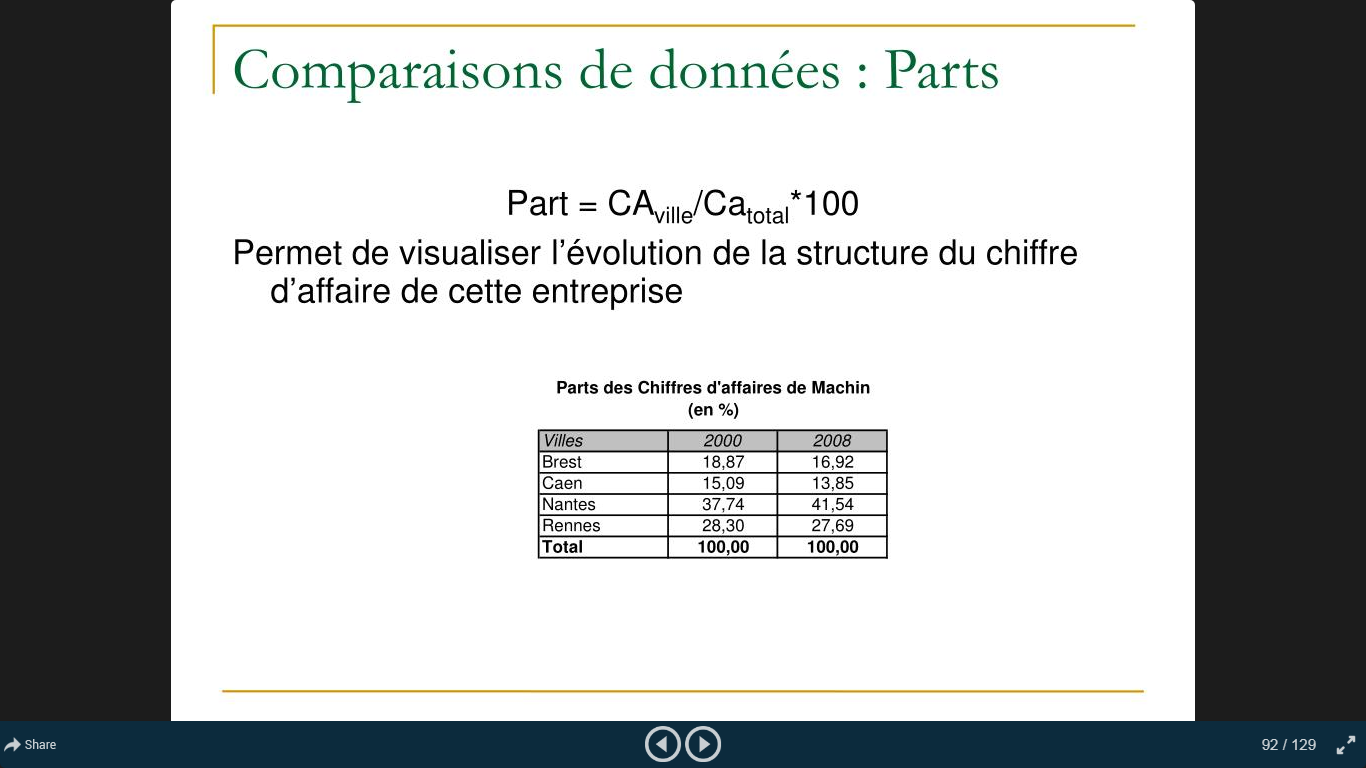 Comparaisons de données : Parts
Part = CAville/Catotal*100
Permet de visualiser l’évolution de la structure du chiffre
d’affaire de cette entreprise
Parts des Chiffres d'affaires de Machin
(en %)
Villes 2000 2008
Brest 18,87 16,92
Caen 15,09 13,85
Nantes 37,74 41,54
Rennes 28,30 27,69
Total 100,00 100,00
Share 92 / 129